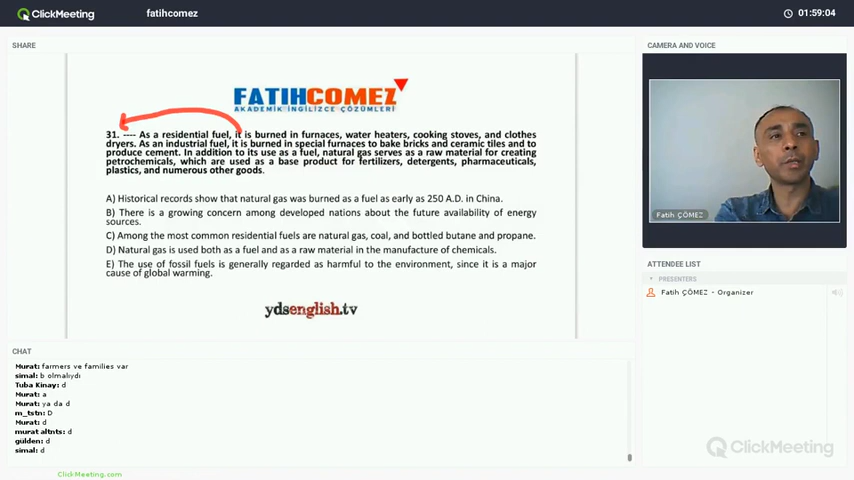 ClickMeeting
fatihcomez
01:59:04
SHARE
CAMERA AND VOICE
FATIHCOMEZ
AKADEMİK İNGİLİZCE ÇÖZÜMLERİ
31. ---- As a residential fuel, it is burned in furnaces, water heaters, cooking stoves, and clothes
dryers. As an industrial fuel, it is burned in special furnaces to bake bricks and ceramic tiles and to
produce cement. In addition to its use as a fuel, natural gas serves as a raw material for creating
petrochemicals, which are used as a base product for fertilizers, detergents, pharmaceuticals,
plastics, and numerous other goods.
A) Historical records show that natural gas was burned as a fuel as early as 250 A.D. in China.
B) There is a growing concern among developed nations about the future availability of energy
sources.
C) Among the most common residential fuels are natural gas, coal, and bottled butane and propane.
D) Natural gas is used both as a fuel and as a raw material in the manufacture of chemicals.
E) The use of fossil fuels is generally regarded as harmful to the environment, since it is a major
cause of global warming.
ydsenglish.tv
Fatih ÇÖMEZ
ATTENDEE LIST
PRESENTERS
Fatih ÇÖMEZ - Organizer
CHAT
Murat: farmers ve families var
simal: b olmalıydı
Tuba Kinay: d
Murat: a
Murat: ya da d
m_tstn: D
Murat: d
murat altnts: d
gülden: d
simal: d
ClickMeeting.com
ClickMeeting